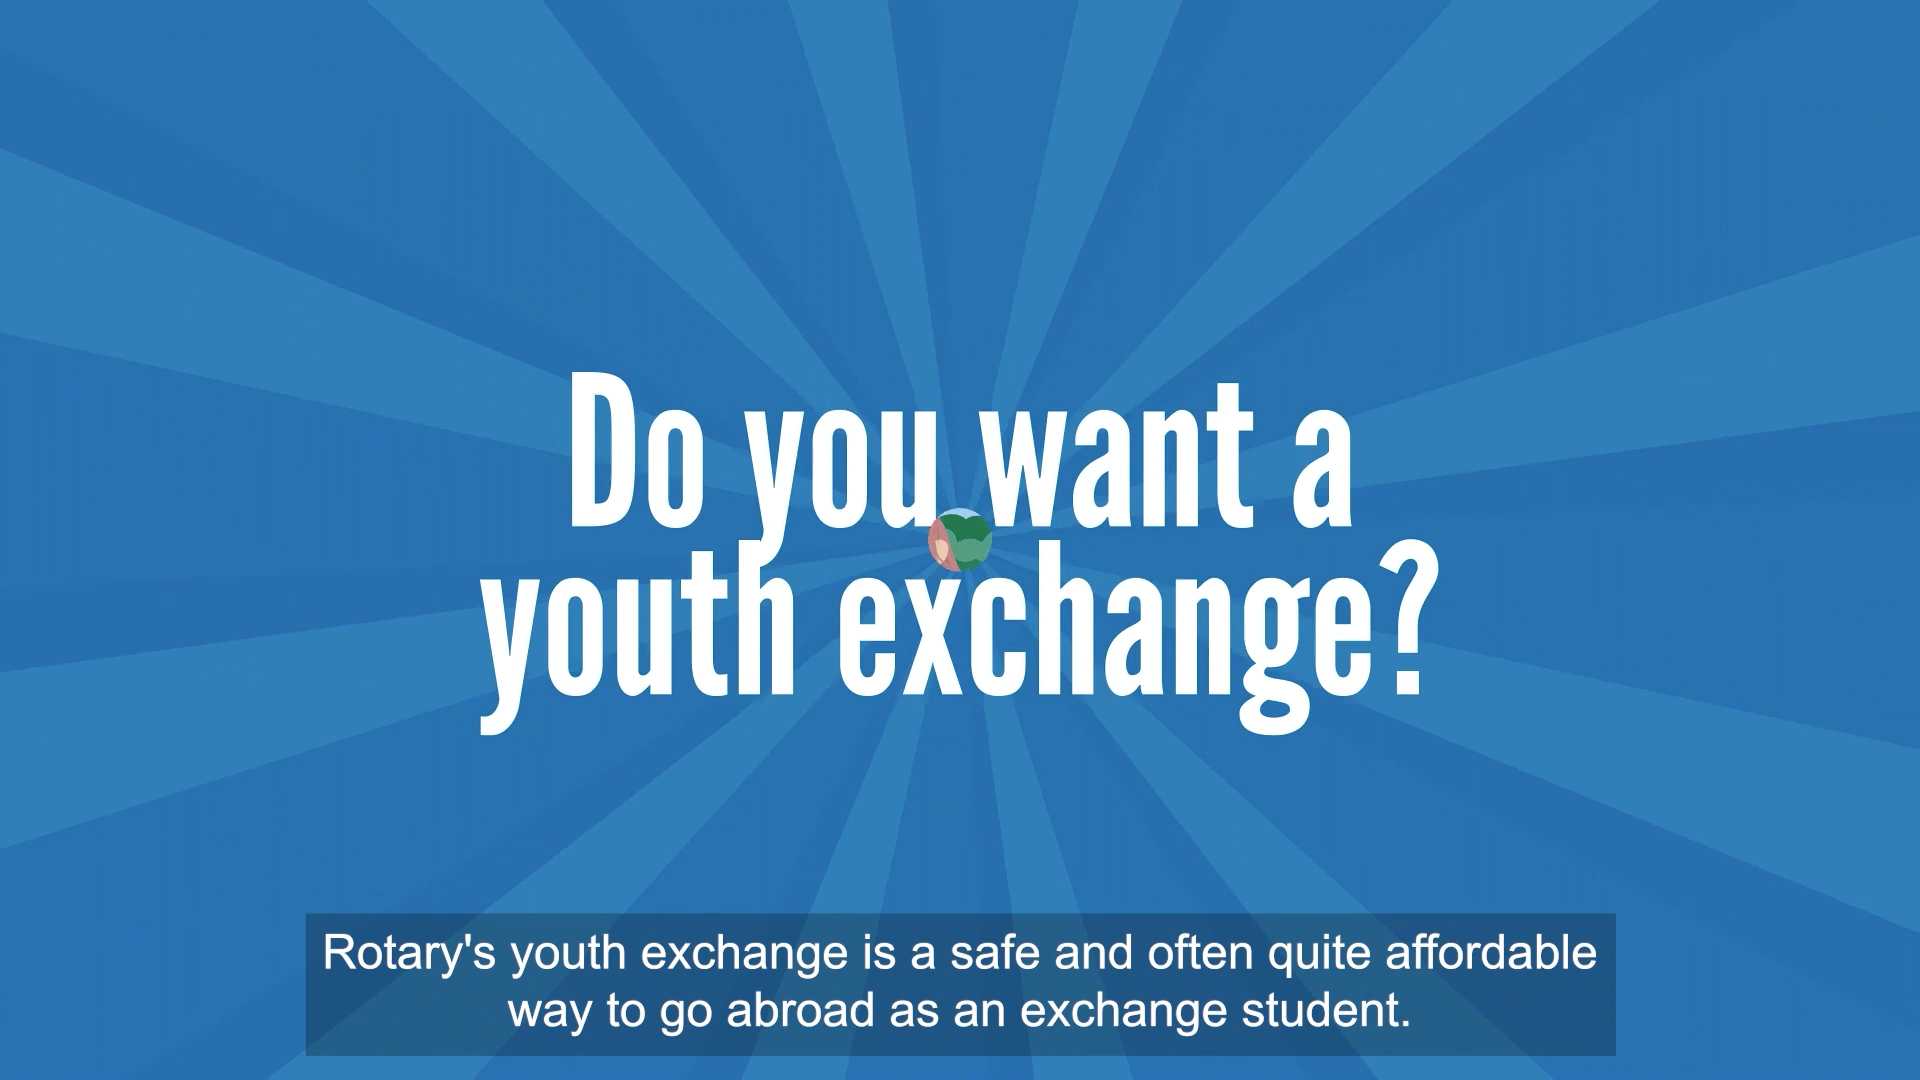 Do you want a
youth exchange?
Rotary's youth exchange is a safe and often quite affordable
way to go abroad as an exchange student.